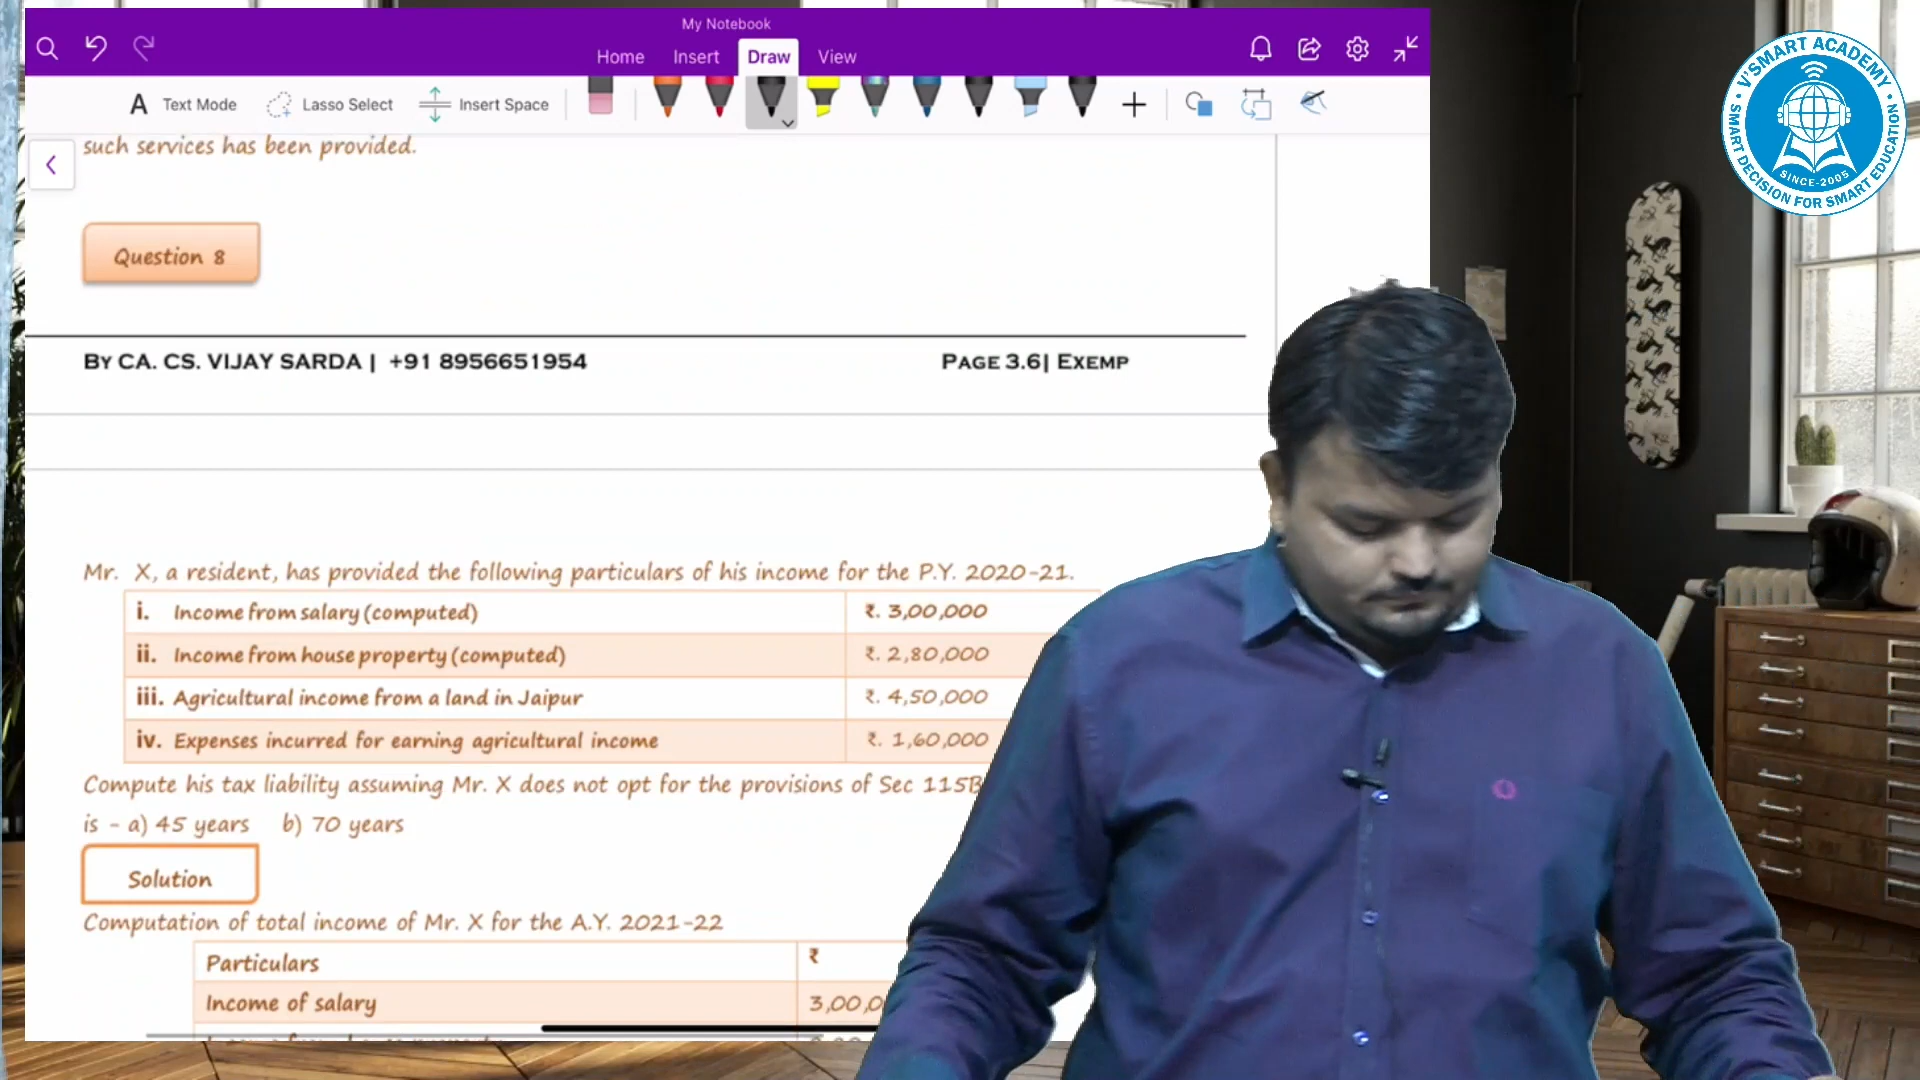 My Notebook
Home Insert Draw View
A Text Mode Lasso Select Insert Space
such services has been provided.
Question 8
BY CA. CS. VIJAY SARDA | +91 8956651954 PAGE 3.6| EXEMP
Mr. X, a resident, has provided the following particulars of his income for the P.Y. 2020-21.
i. Income from salary (computed) ₹. 3,00,000
ii. Income from house property (computed) ₹. 2,80,000
iii. Agricultural income from a land in Jaipur ₹. 4,50,000
iv. Expenses incurred for earning agricultural income ₹. 1,60,000
Compute his tax liability assuming Mr. X does not opt for the provisions of Sec 115B
is - a) 45 years b) 70 years
Solution
Computation of total income of Mr. X for the A.Y. 2021-22
Particulars ₹
Income of salary 3,00,0
V'SMART ACADEMY
SINCE-2005
SMART DECISION FOR SMART EDUCATION